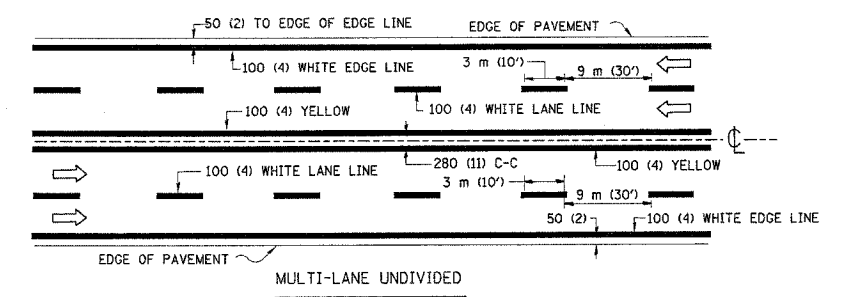 50 (2) TO EDGE OF EDGE LINE
EDGE OF PAVEMENT
100 (4) WHITE EDGE LINE
3 m (10')
9 m (30')
100 (4) YELLOW
100 (4) WHITE LANE LINE
℄
100 (4) WHITE LANE LINE
280 (11) C-C
100 (4) YELLOW
3 m (10')
9 m (30')
50 (2)
100 (4) WHITE EDGE LINE
EDGE OF PAVEMENT
MULTI-LANE UNDIVIDED